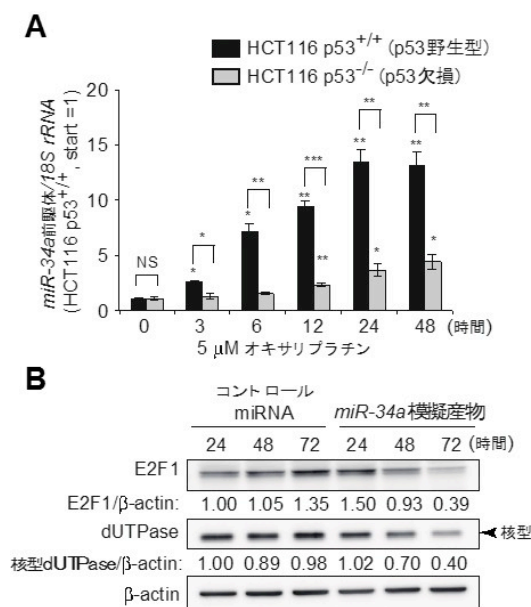 A
HCT116 p53+/+ (p53野生型)
HCT116 p53-/- (p53欠損)
miR-34a前駆体/18S rRNA
(HCT116 p53+/+, start =1)
20
15
10
5
0
NS
*
*
*
**
**
***
**
**
**
*
**
**
*
0 3 6 12 24 48 (時間)
5 μM オキサリプラチン
B
コントロール
miRNA
miR-34a模擬産物
24 48 72 24 48 72 (時間)
E2F1
E2F1/β-actin: 1.00 1.05 1.35 1.50 0.93 0.39
dUTPase
核型
核型dUTPase/β-actin: 1.00 0.89 0.98 1.02 0.70 0.40
β-actin